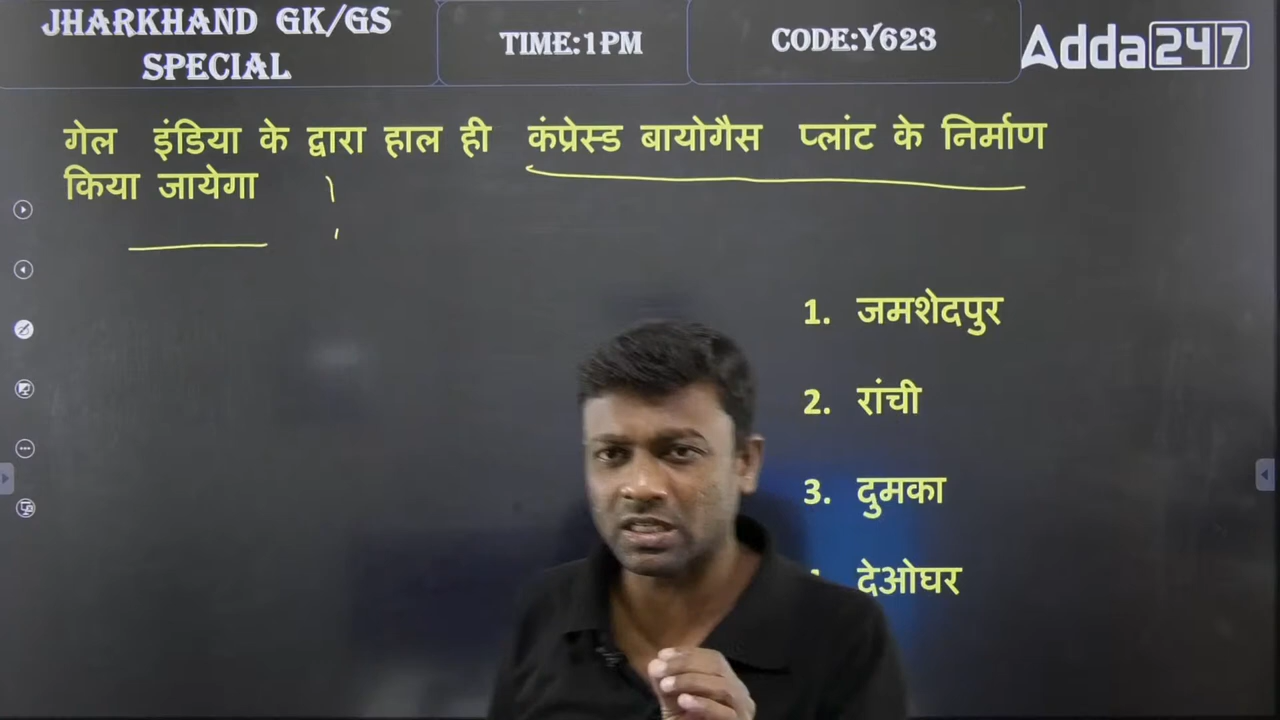 JHARKHAND GK/GS
SPECIAL
TIME:1PM
CODE:Y623
Adda247
गेल इंडिया के द्वारा हाल ही कंप्रेस्ड बायोगैस प्लांट के निर्माण
किया जायेगा
1. जमशेदपुर
2. रांची
3. दुमका
देओघर